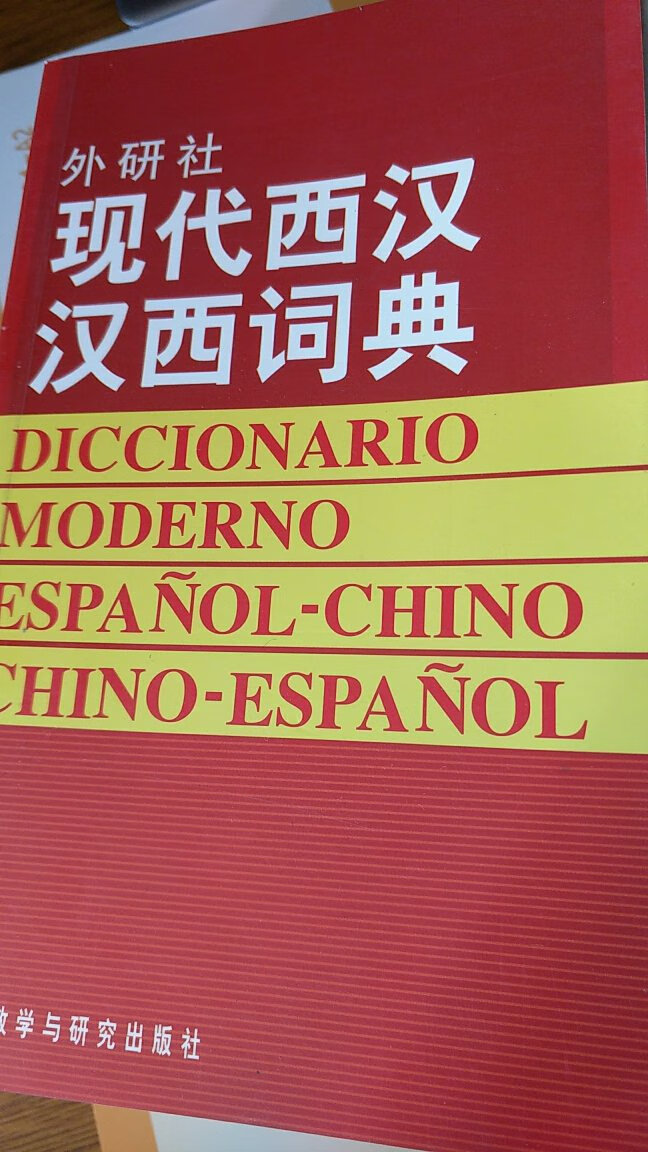 外研社
现代西汉
汉西词典
DICCIONARIO
MODERNO
ESPAÑOL-CHINO
CHINO-ESPAÑOL
教学与研究出版社